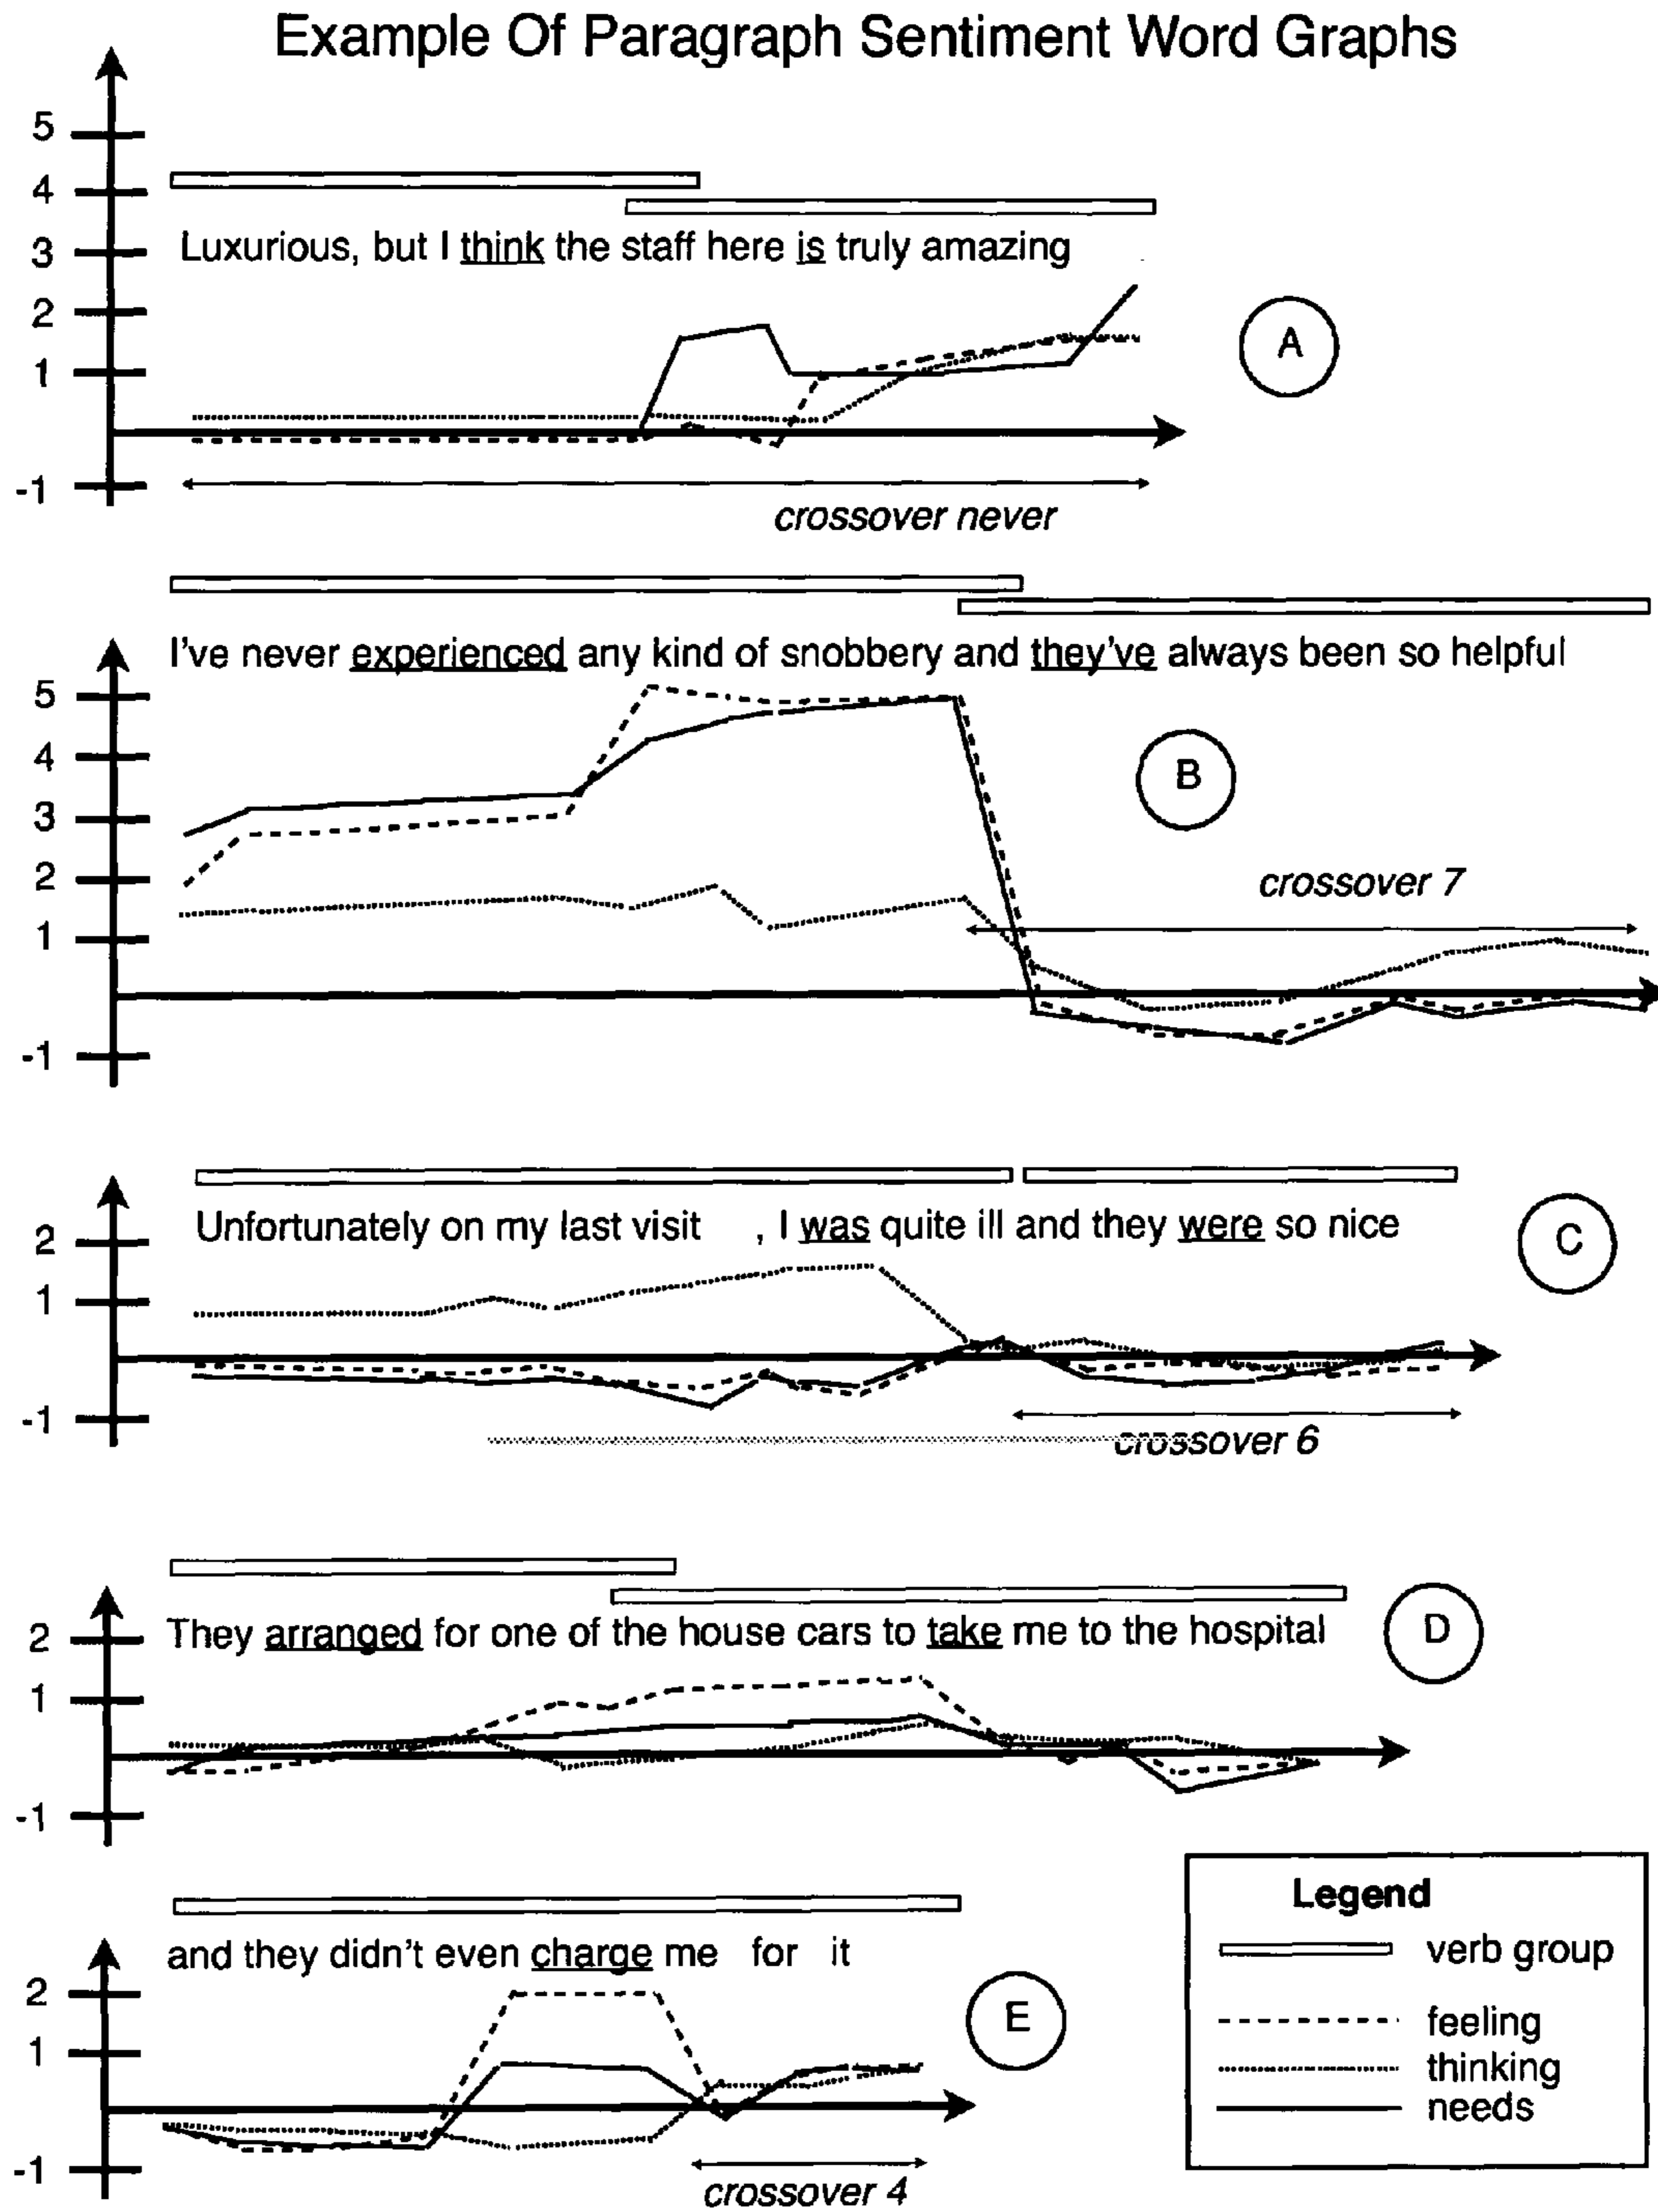 Example Of Paragraph Sentiment Word Graphs
5
4
3
2
1
-1
Luxurious, but I think the staff here is truly amazing
A
crossover never
I've never experienced any kind of snobbery and they've always been so helpful
5
4
3
2
1
-1
B
crossover 7
Unfortunately on my last visit , I was quite ill and they were so nice
2
1
-1
C
crossover 6
They arranged for one of the house cars to take me to the hospital
2
1
-1
D
and they didn't even charge me for it
2
1
-1
E
crossover 4
Legend
verb group
feeling
thinking
needs